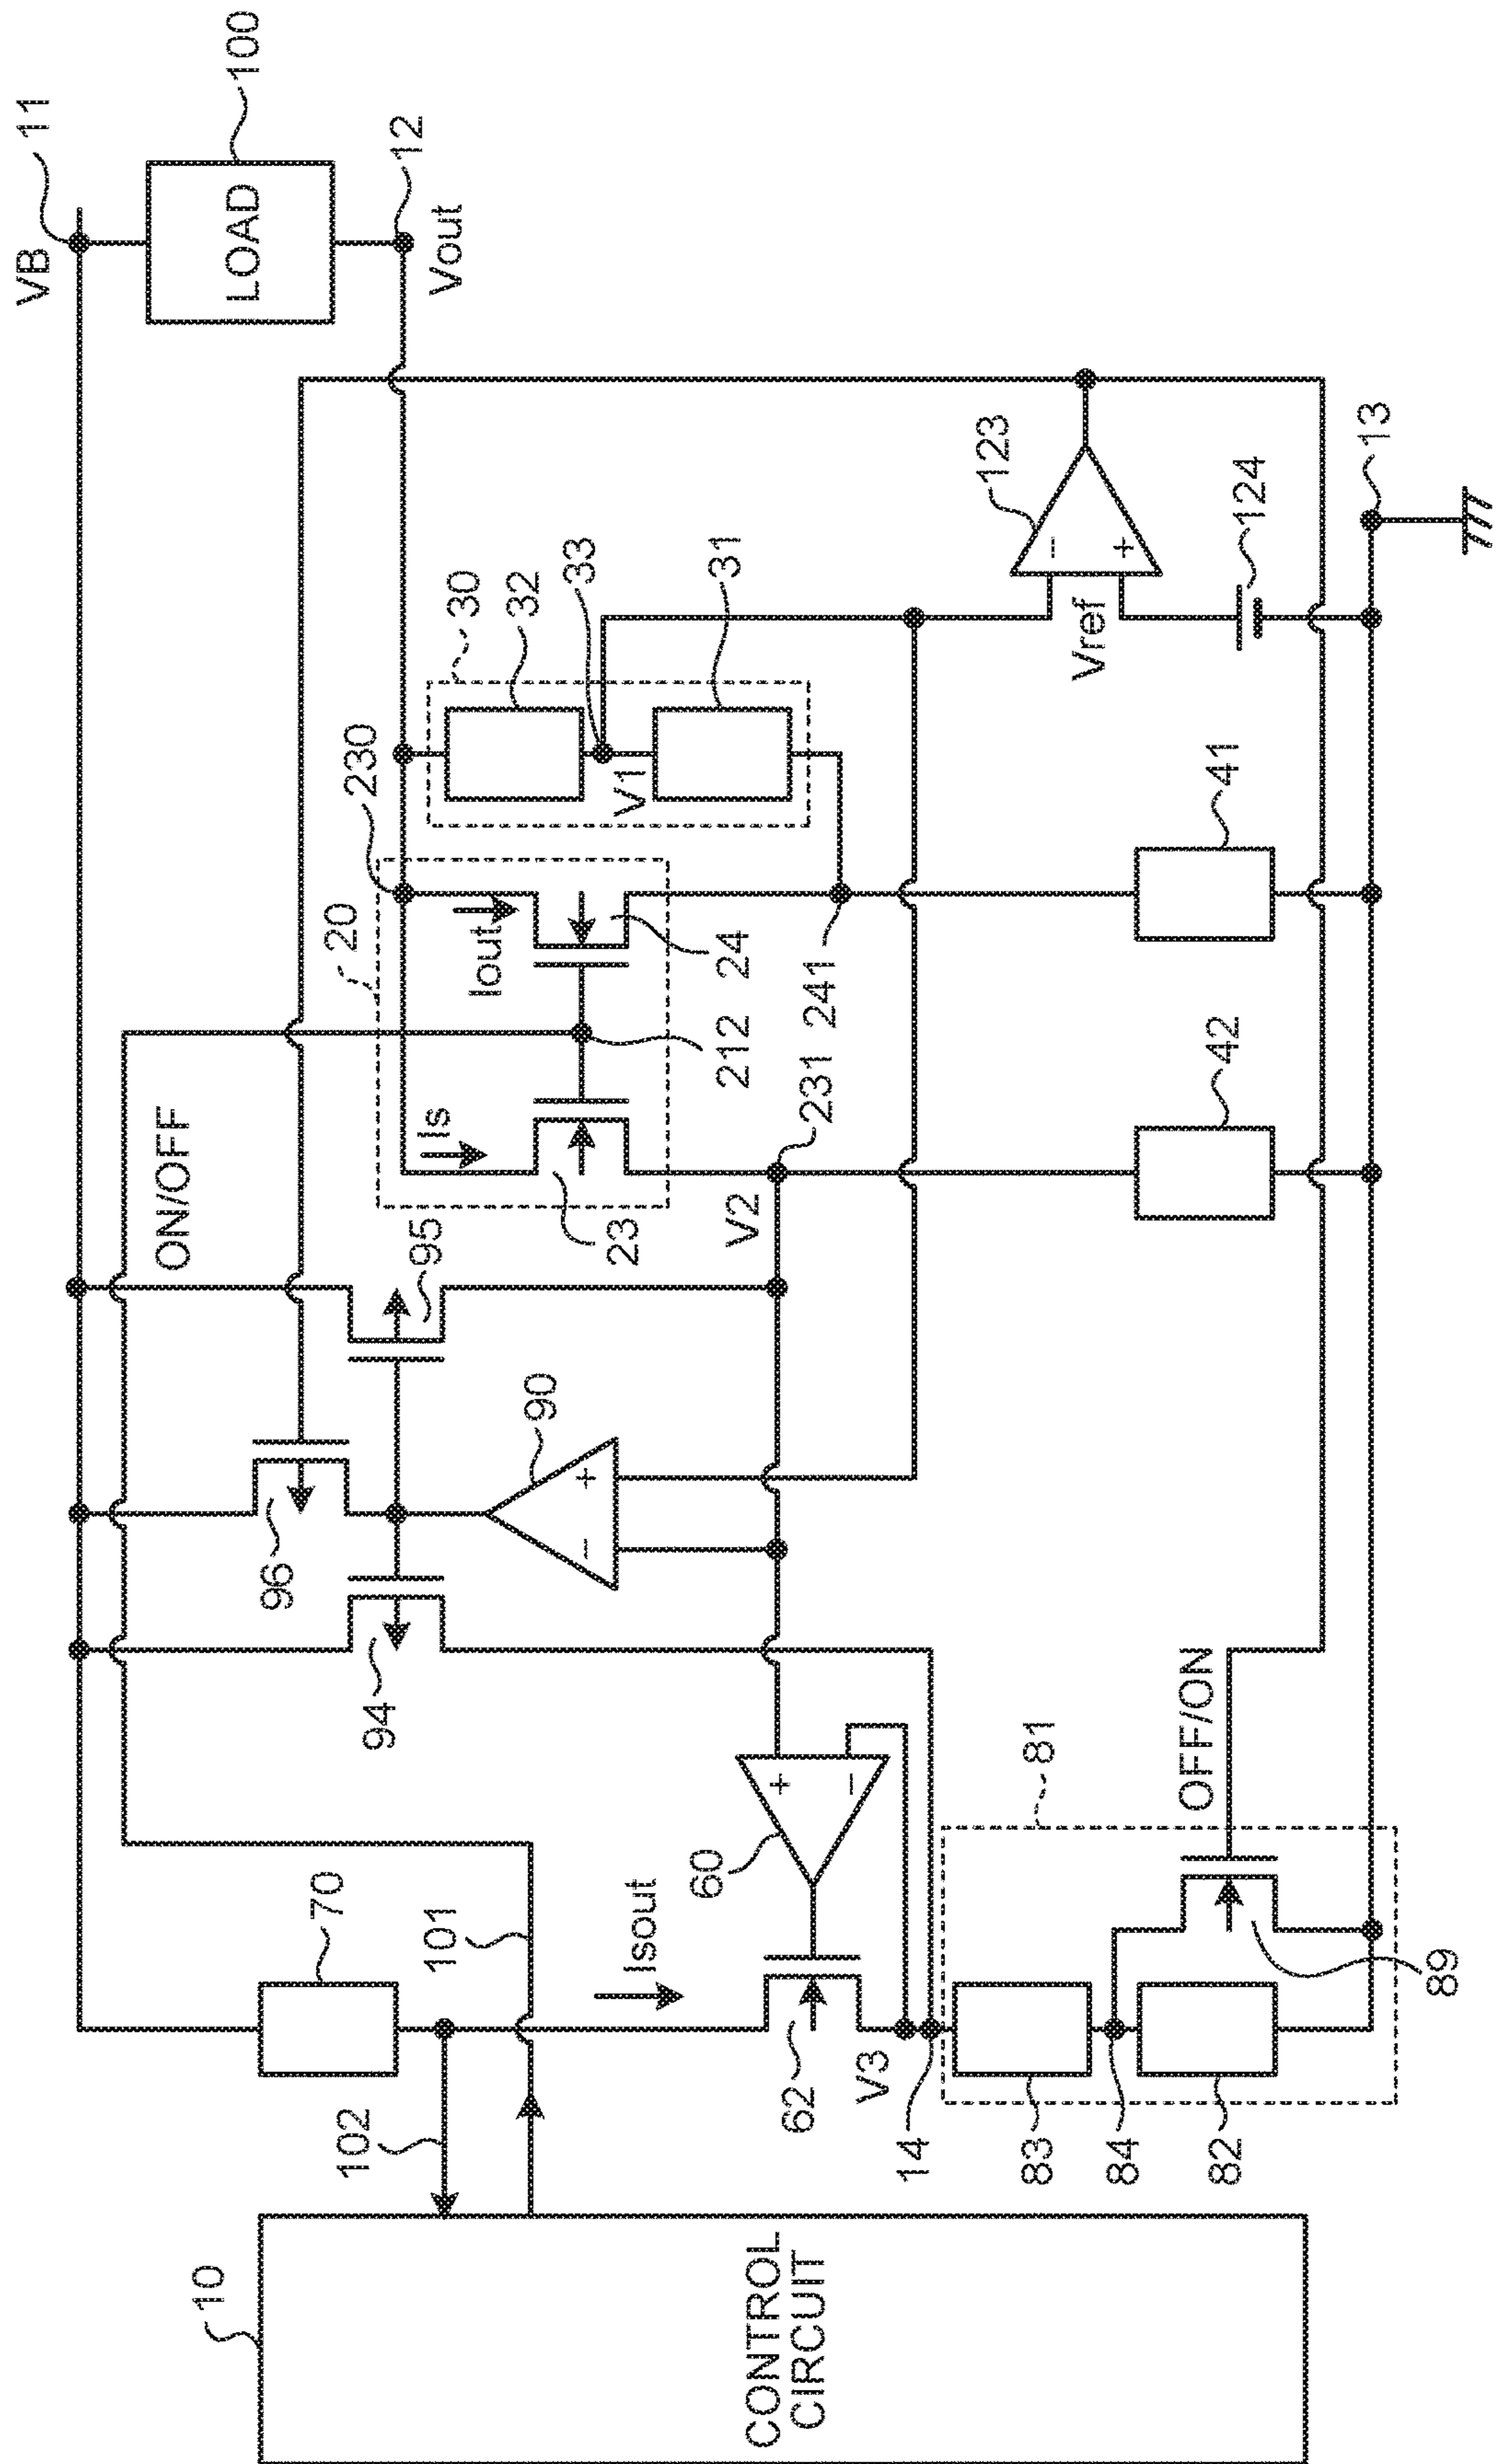 VB
11
LOAD
100
12
Vout
ON/OFF
20
230
30
32
33
V1
31
Iout
Is
24
212
23
95
V2
231
241
123
−
+
Vref
124
13
41
42
96
94
90
−
+
60
+
−
OFF/ON
81
70
101
102
Isout
62
V3
14
83
84
82
89
10
CONTROL
CIRCUIT